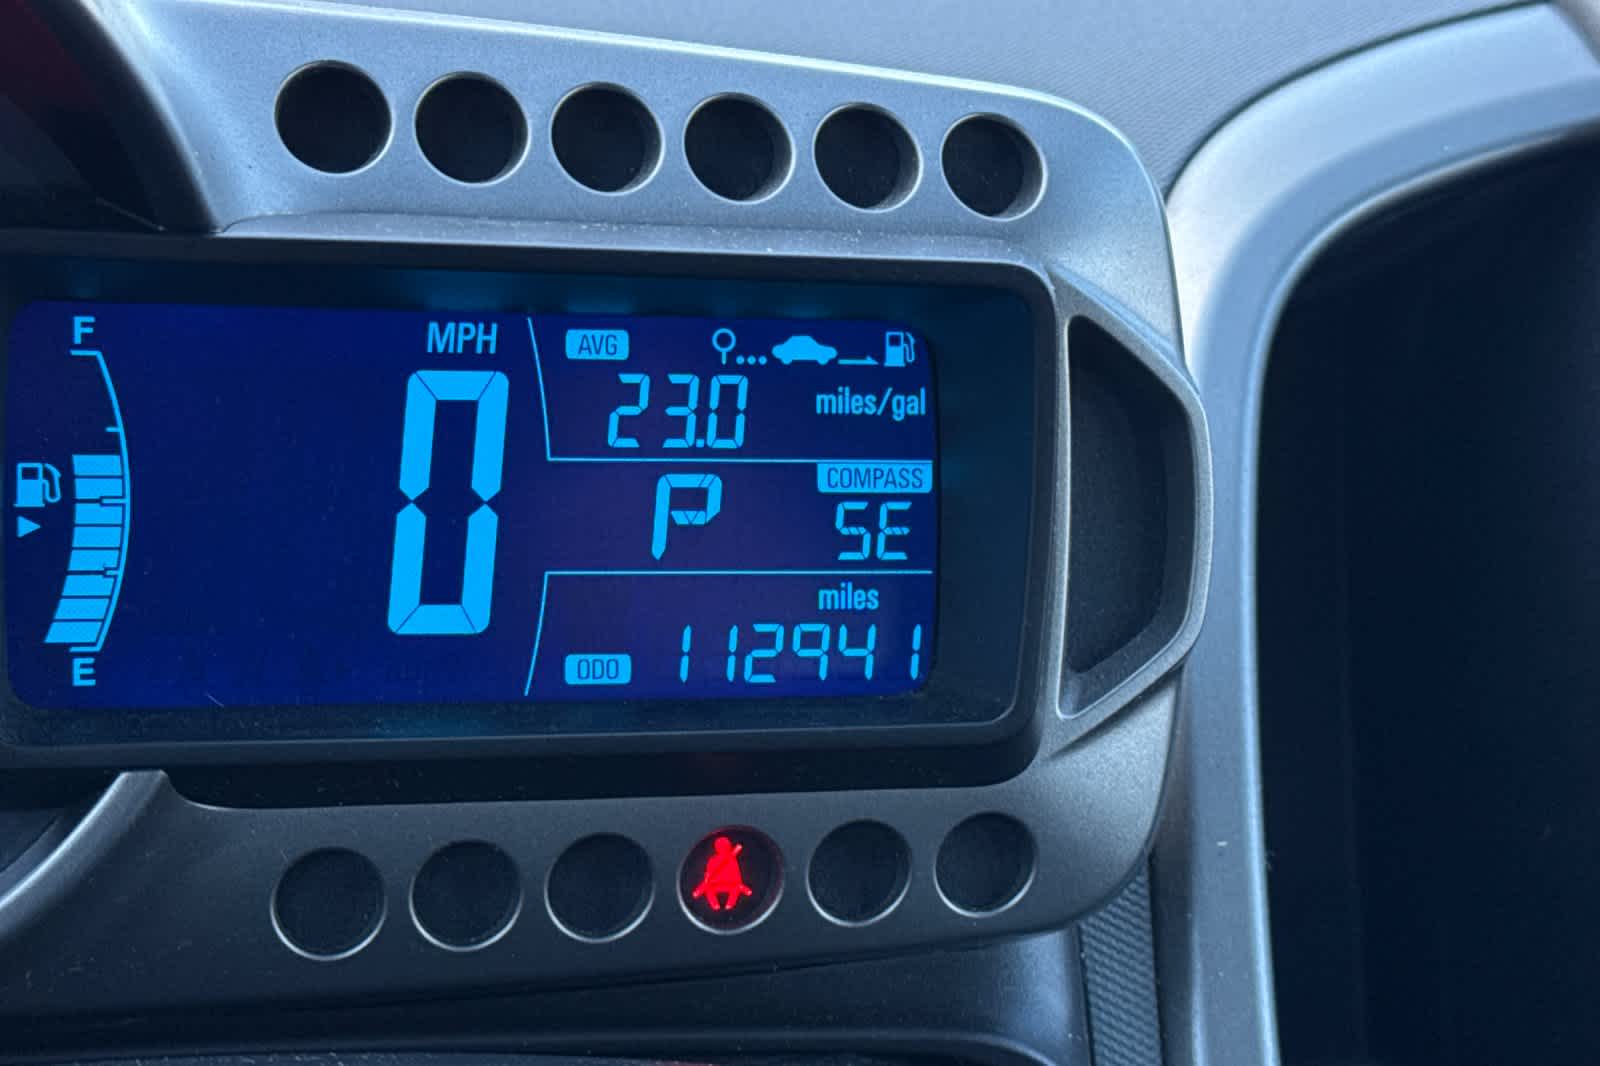 F
MPH
0
E
AVG
23.0 miles/gal
P
COMPASS
SE
miles
ODO 112941